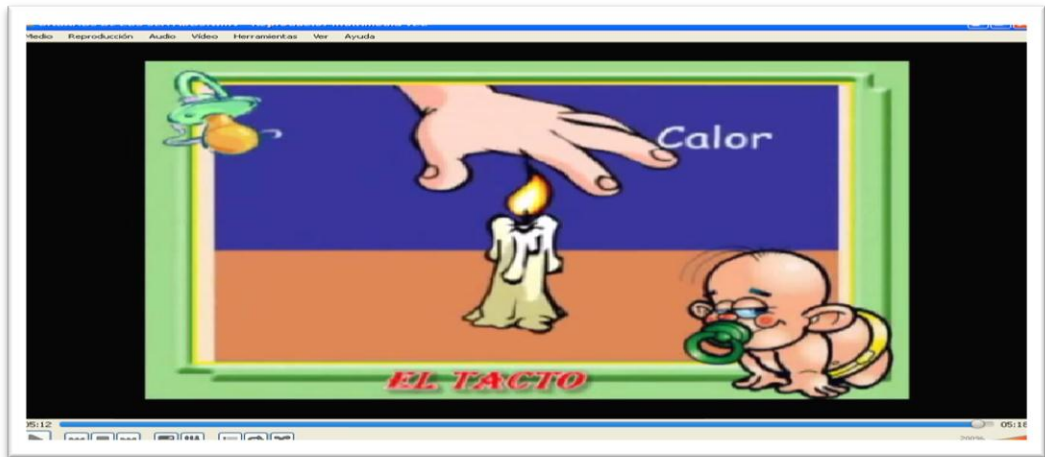 Medio Reproducción Audio Vídeo Herramientas Ver Ayuda
Calor
EL TACTO
05:12 05:18